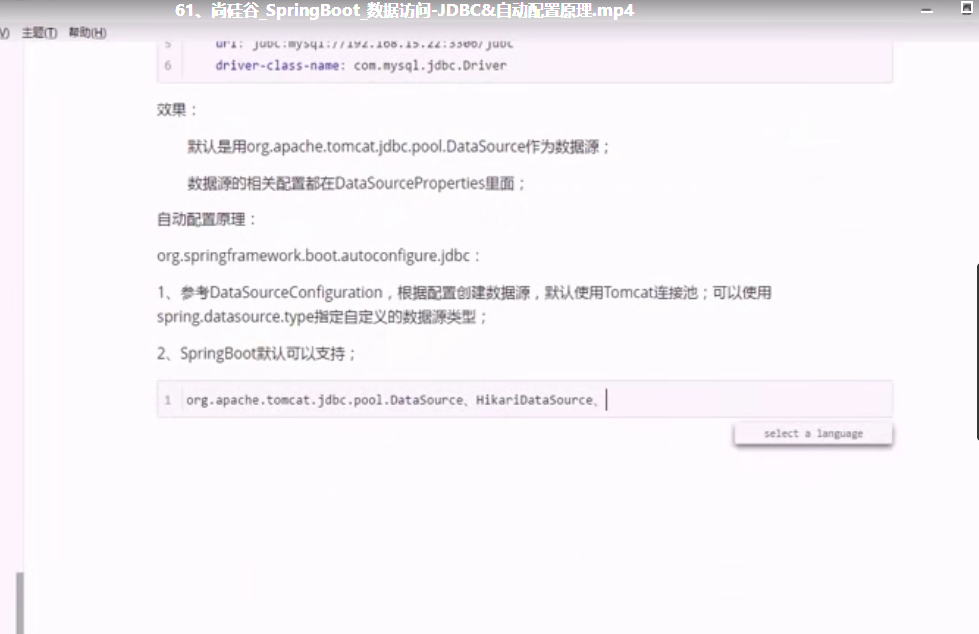 61、尚硅谷_SpringBoot_数据访问-JDBC&自动配置原理.mp4
V) 主题(T) 帮助(H)
5 url: jdbc:mysql://192.168.15.22:3306/jdbc
6 driver-class-name: com.mysql.jdbc.Driver
效果：
默认是用org.apache.tomcat.jdbc.pool.DataSource作为数据源；
数据源的相关配置都在DataSourceProperties里面；
自动配置原理：
org.springframework.boot.autoconfigure.jdbc：
1、参考DataSourceConfiguration，根据配置创建数据源，默认使用Tomcat连接池；可以使用
spring.datasource.type指定自定义的数据源类型；
2、SpringBoot默认可以支持；
1 org.apache.tomcat.jdbc.pool.DataSource、HikariDataSource、
select a language